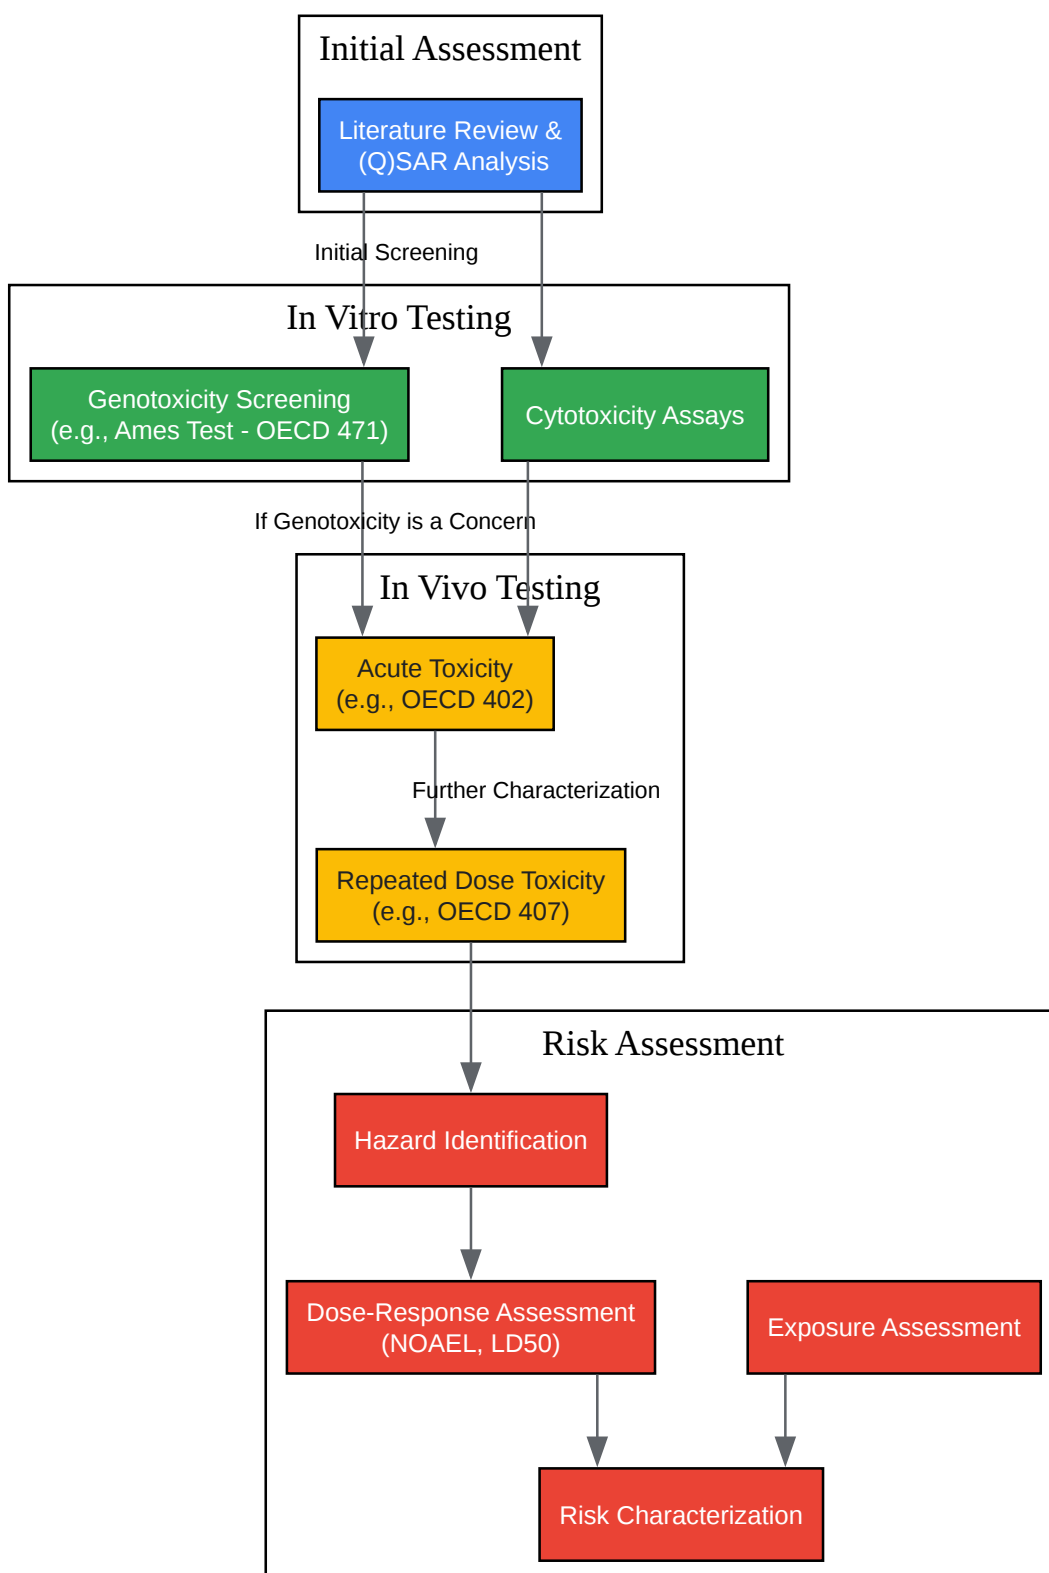 Initial Assessment
Literature Review &
(Q)SAR Analysis
Initial Screening
In Vitro Testing
Genotoxicity Screening
(e.g., Ames Test - OECD 471)
Cytotoxicity Assays
If Genotoxicity is a Concern
In Vivo Testing
Acute Toxicity
(e.g., OECD 402)
Further Characterization
Repeated Dose Toxicity
(e.g., OECD 407)
Risk Assessment
Hazard Identification
Dose-Response Assessment
(NOAEL, LD50)
Exposure Assessment
Risk Characterization